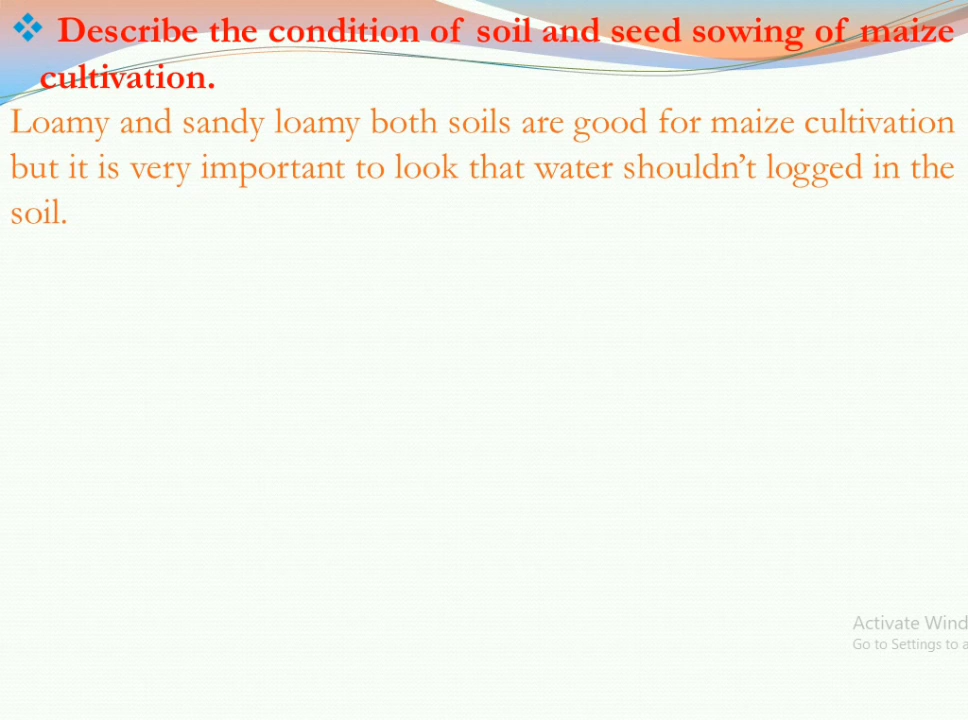 ❖ Describe the condition of soil and seed sowing of maize
cultivation.
Loamy and sandy loamy both soils are good for maize cultivation
but it is very important to look that water shouldn’t logged in the
soil.
Activate Wind
Go to Settings to a